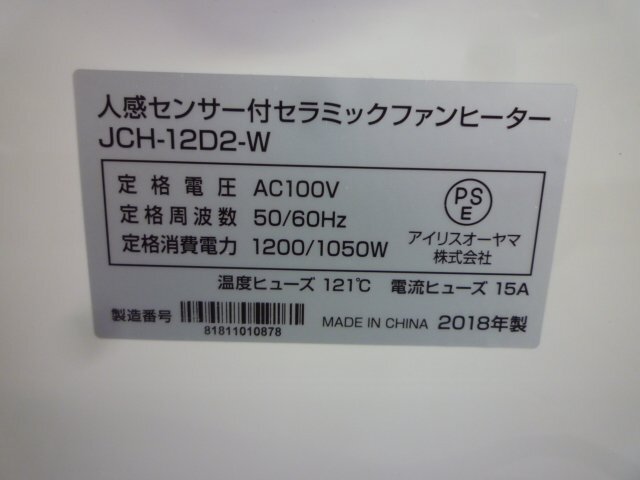 人感センサー付セラミックファンヒーター
JCH-12D2-W
定格電圧 AC100V
定格周波数 50/60Hz
定格消費電力 1200/1050W
PS
E
アイリスオーヤマ
株式会社
温度ヒューズ 121℃ 電流ヒューズ 15A
製造番号
81811010878
MADE IN CHINA 2018年製